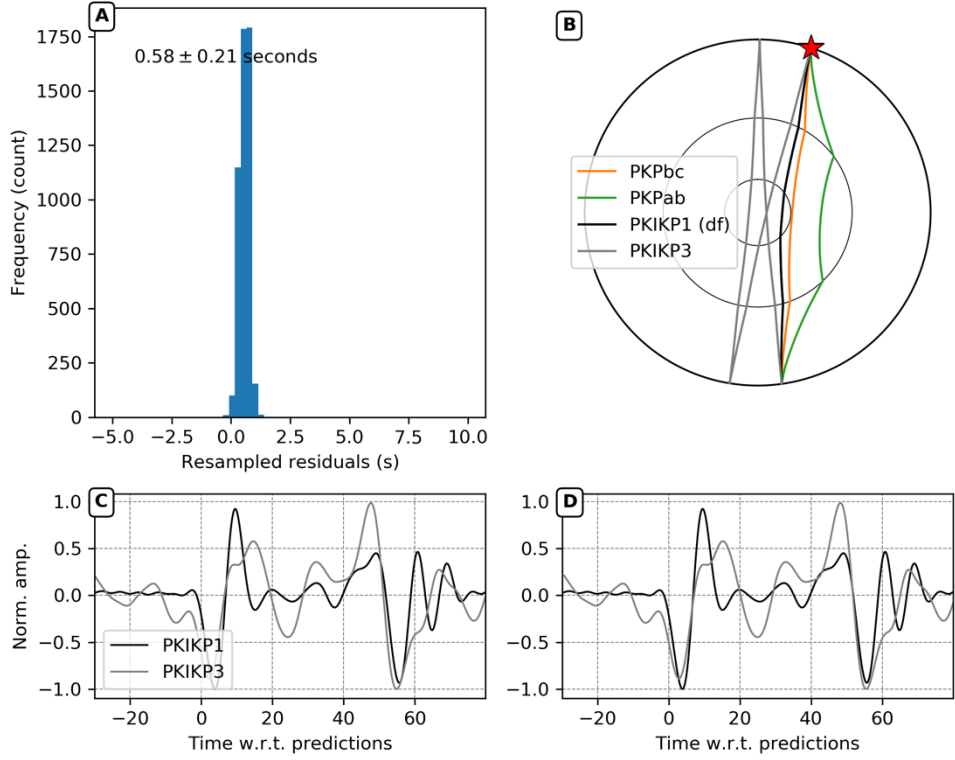 A
0.58 ± 0.21 seconds
Frequency (count)
1750
1500
1250
1000
750
500
250
0
−5.0 −2.5 0.0 2.5 5.0 7.5 10.0
Resampled residuals (s)
B
PKPbc
PKPab
PKIKP1 (df)
PKIKP3
C
Norm. amp.
1.0
0.5
0.0
−0.5
−1.0
PKIKP1
PKIKP3
−20 0 20 40 60
Time w.r.t. predictions
D
1.0
0.5
0.0
−0.5
−1.0
−20 0 20 40 60
Time w.r.t. predictions